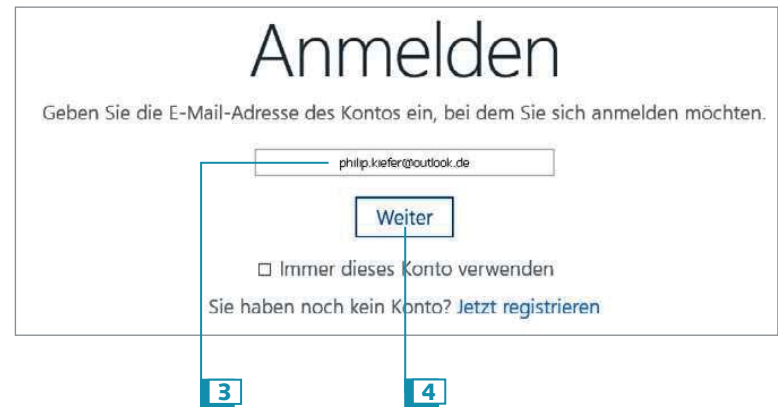 Anmelden
Geben Sie die E-Mail-Adresse des Kontos ein, bei dem Sie sich anmelden möchten.
philip.kiefer@outlook.de
Weiter
Immer dieses Konto verwenden
Sie haben noch kein Konto? Jetzt registrieren
3 4